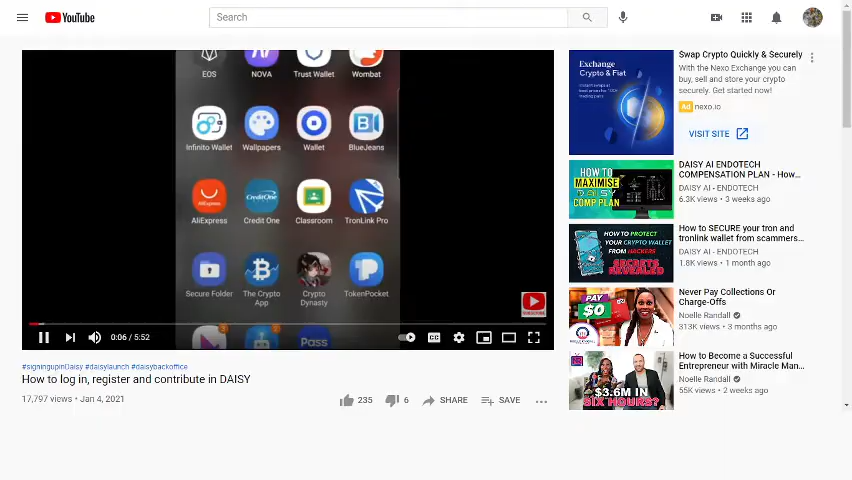 YouTube
Search
EOS
NOVA
Trust Wallet
Wombat
Infinito Wallet
Wallpapers
Wallet
BlueJeans
AliExpress
CreditOne
Credit One
Classroom
TronLink Pro
Secure Folder
The Crypto App
Crypto Dynasty
TokenPocket
Pass
0:06 / 5:52
CC
#signingupinDaisy #daisylaunch #daisybackoffice
How to log in, register and contribute in DAISY
17,797 views • Jan 4, 2021
235
6
SHARE
SAVE
Exchange
Crypto & Fiat
Swap Crypto Quickly & Securely
With the Nexo Exchange you can
buy, sell and store your crypto
securely. Get started now!
Ad nexo.io
VISIT SITE
HOW TO
MAXIMISE
DAISY
COMP PLAN
DAISY AI ENDOTECH
COMPENSATION PLAN - How…
DAISY AI - ENDOTECH
6.3K views • 3 weeks ago
HOW TO PROTECT
YOUR CRYPTO WALLET
FROM HACKERS
SECRETS
REVEALED
How to SECURE your tron and
tronlink wallet from scammers…
DAISY AI - ENDOTECH
1.8K views • 1 month ago
PAY
$0
Never Pay Collections Or
Charge-Offs
Noelle Randall
313K views • 3 months ago
$3.6M IN
SIX HOURS?
How to Become a Successful
Entrepreneur with Miracle Man…
Noelle Randall
55K views • 2 weeks ago